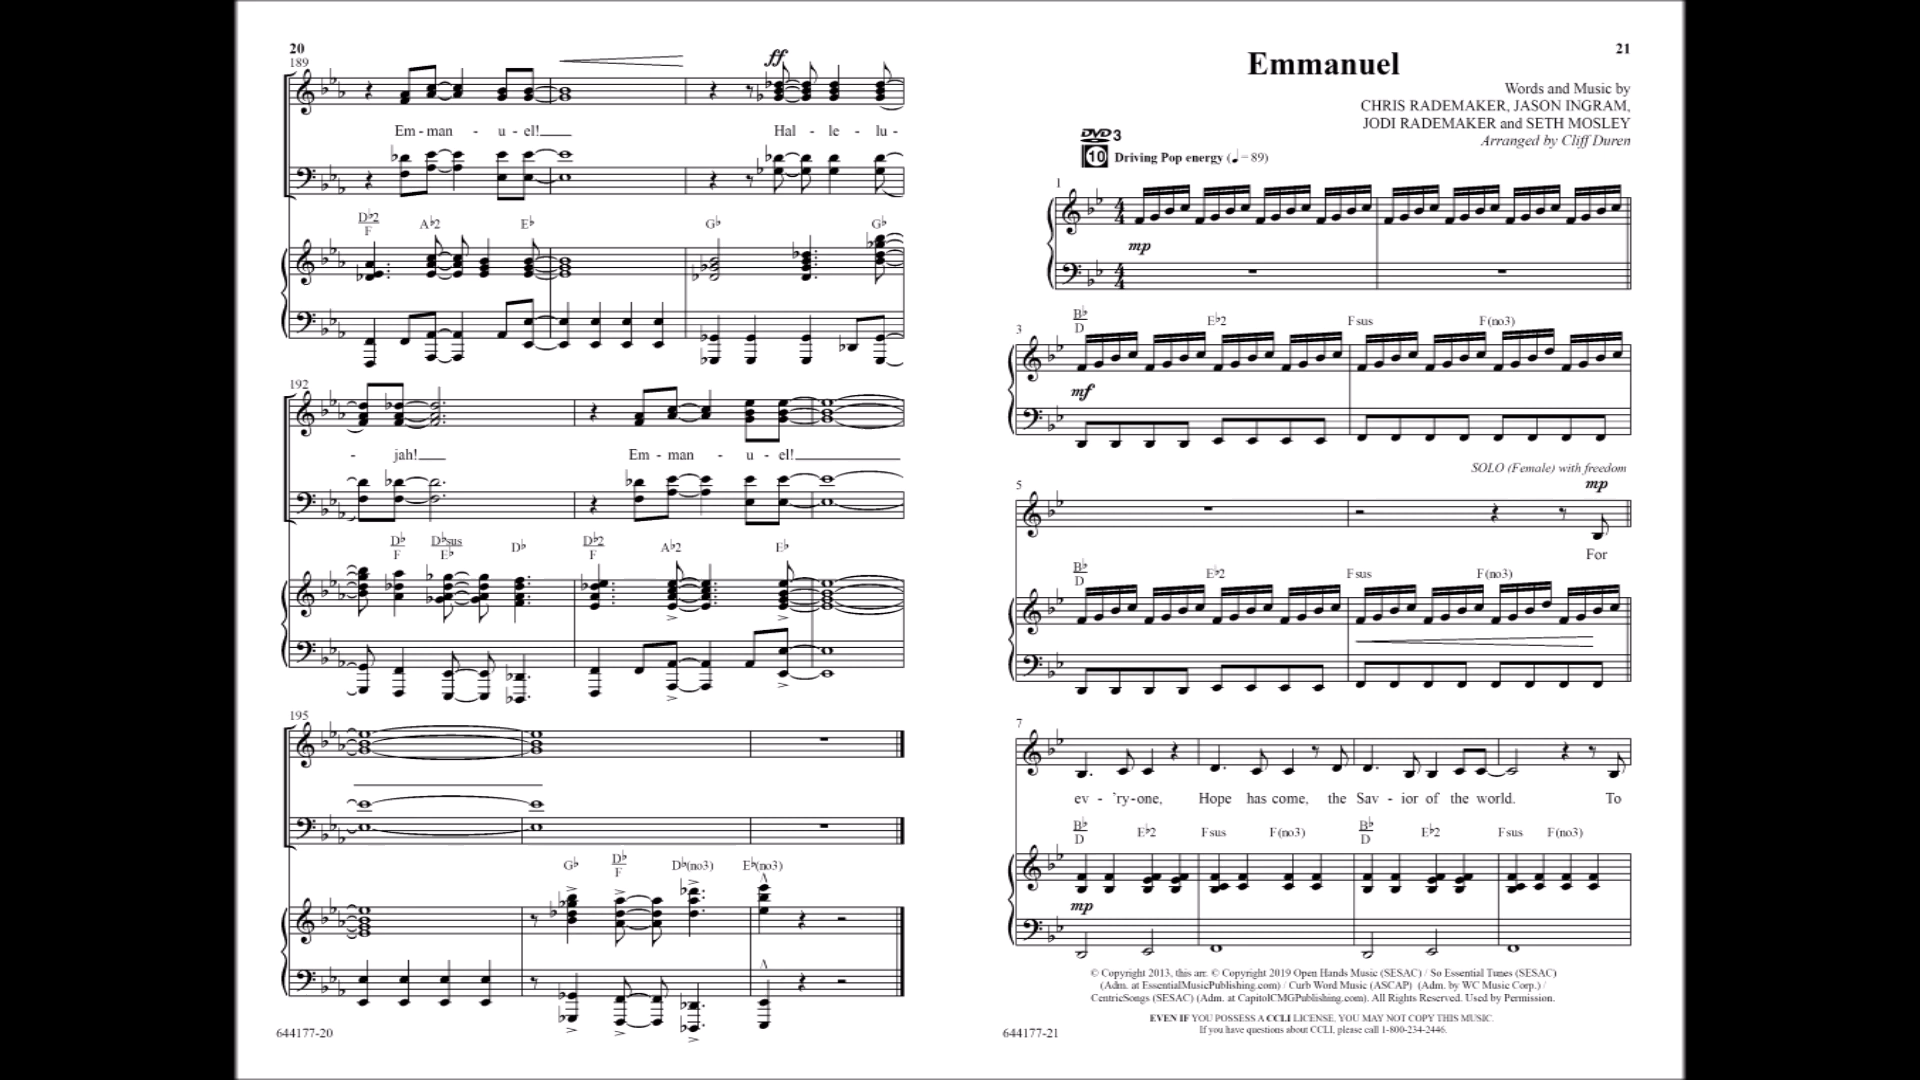 20
189
ff
Em - man - u - el!
Hal - le - lu -
D♭2 A♭2 E♭ G♭ G♭
F
192
- jah! Em - man - u - el!
D♭ D♭sus D♭ D♭2 A♭2 E♭
F E♭ F
195
G♭ D♭ D♭(no3) E♭(no3)
F
644177-20
21
Emmanuel
Words and Music by
CHRIS RADEMAKER, JASON INGRAM,
JODI RADEMAKER and SETH MOSLEY
Arranged by Cliff Duren
DVD 3
10 Driving Pop energy (♩= 89)
1
mp
B♭ E♭2 Fsus F(no3)
D
3
mf
SOLO (Female) with freedom
mp
5
For
B♭ E♭2 Fsus F(no3)
D
7
ev - 'ry-one, Hope has come, the Sav - ior of the world. To
B♭ E♭2 Fsus F(no3) B♭ E♭2 Fsus F(no3)
D D
mp
© Copyright 2013, this arr. © Copyright 2019 Open Hands Music (SESAC) / So Essential Tunes (SESAC)
(Adm. at EssentialMusicPublishing.com) / Curb Word Music (ASCAP) (Adm. by WC Music Corp.) /
CentricSongs (SESAC) (Adm. at CapitolCMGPublishing.com). All Rights Reserved. Used by Permission.
EVEN IF YOU POSSESS A CCLI LICENSE, YOU MAY NOT COPY THIS MUSIC.
If you have questions about CCLI, please call 1-800-234-2446.
644177-21